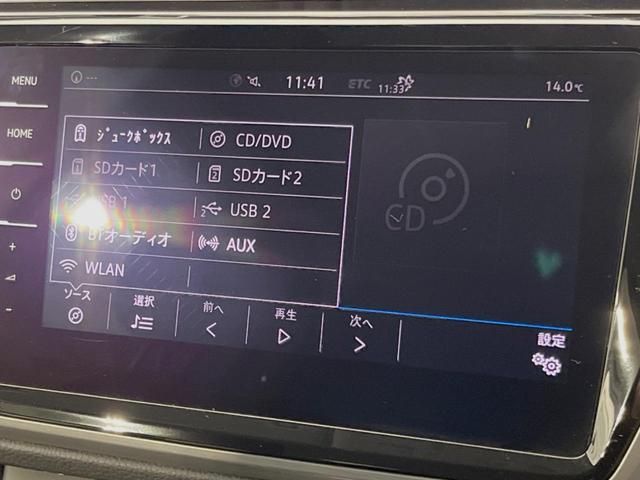 MENU
HOME
+
-
--- 11:41 ETC 11:33 14.0℃
ジュークボックス CD/DVD
SDカード1 SDカード2
USB 1 USB 2
BTオーディオ AUX
WLAN
CD
ソース 選択 前へ 再生 次へ 設定